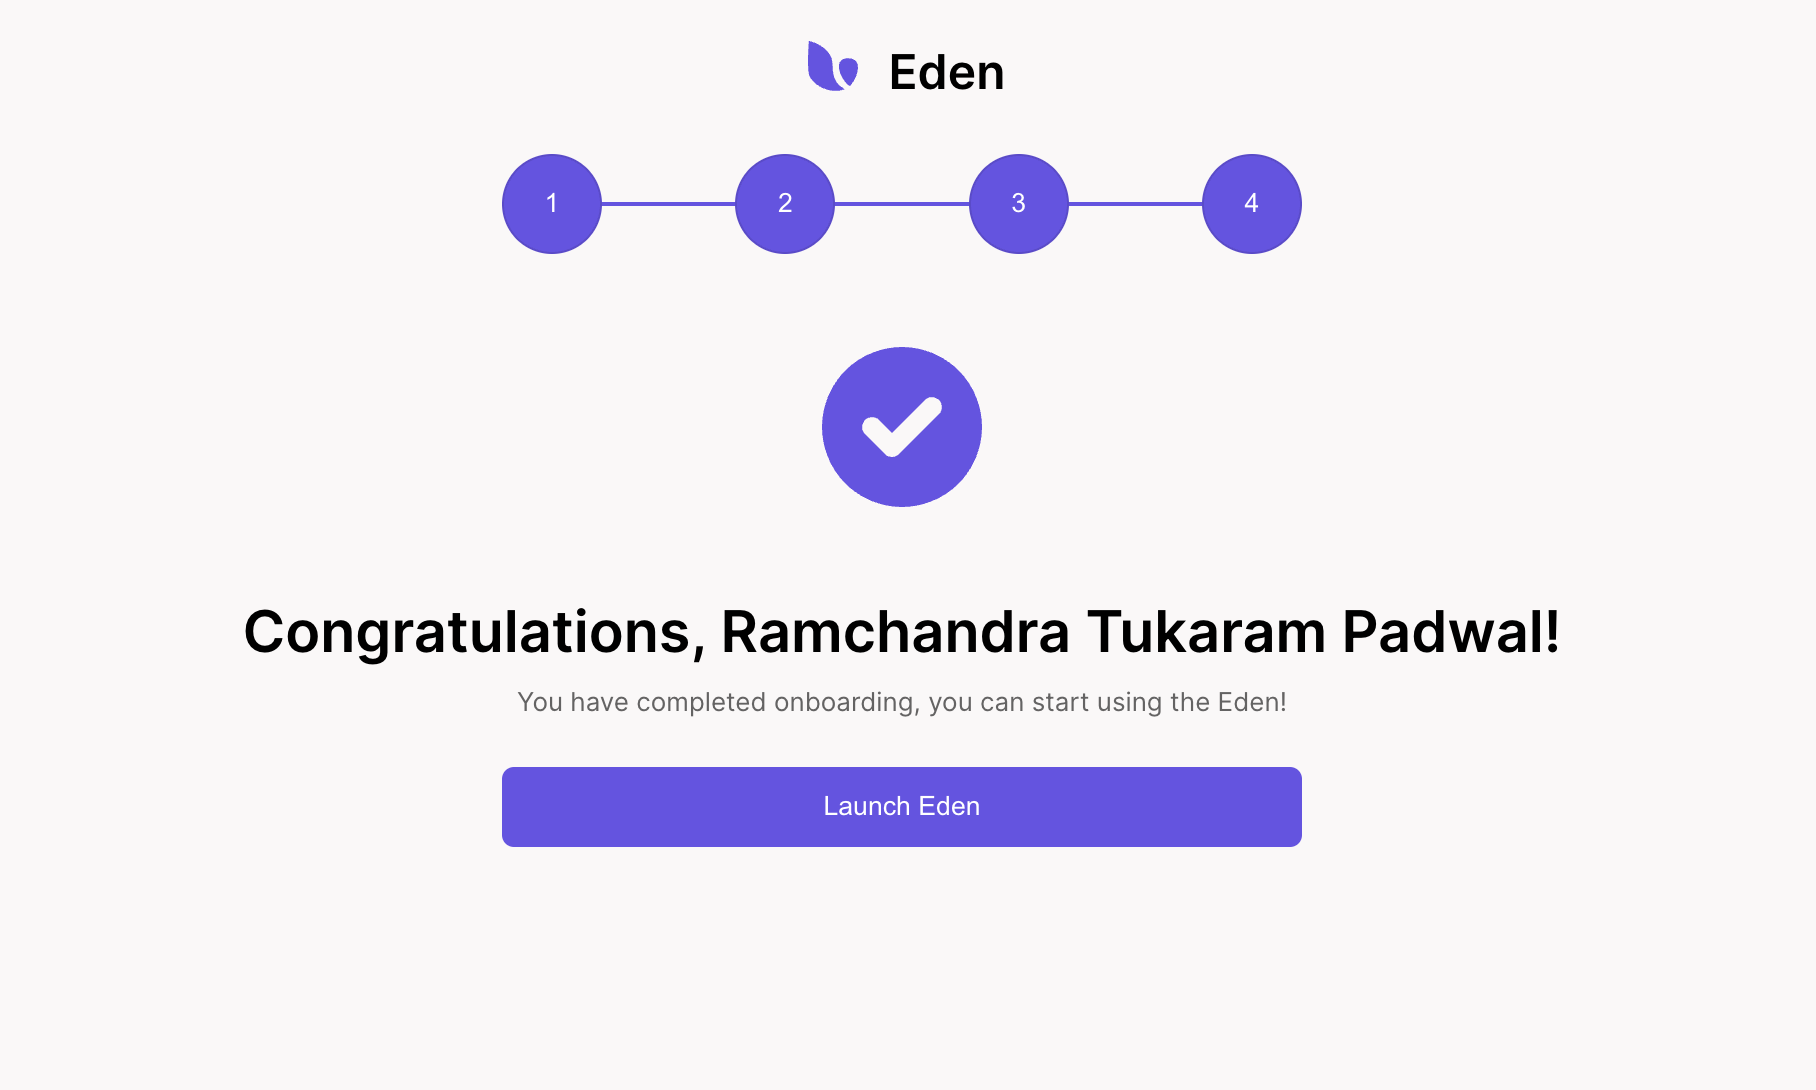 Eden
1 2 3 4
Congratulations, Ramchandra Tukaram Padwal!
You have completed onboarding, you can start using the Eden!
Launch Eden